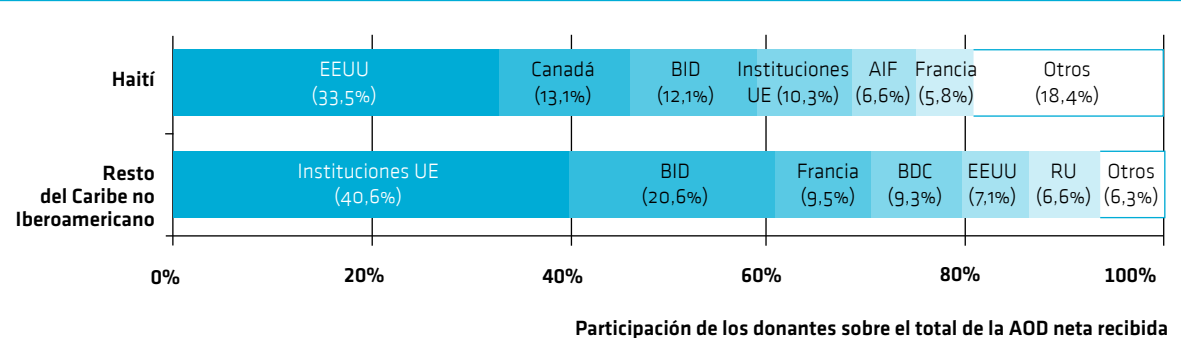 Haití
EEUU
(33,5%)
Canadá
(13,1%)
BID
(12,1%)
Instituciones
UE (10,3%)
AIF
(6,6%)
Francia
(5,8%)
Otros
(18,4%)
Resto
del Caribe no
Iberoamericano
Instituciones UE
(40,6%)
BID
(20,6%)
Francia
(9,5%)
BDC
(9,3%)
EEUU
(7,1%)
RU
(6,6%)
Otros
(6,3%)
0%
20%
40%
60%
80%
100%
Participación de los donantes sobre el total de la AOD neta recibida